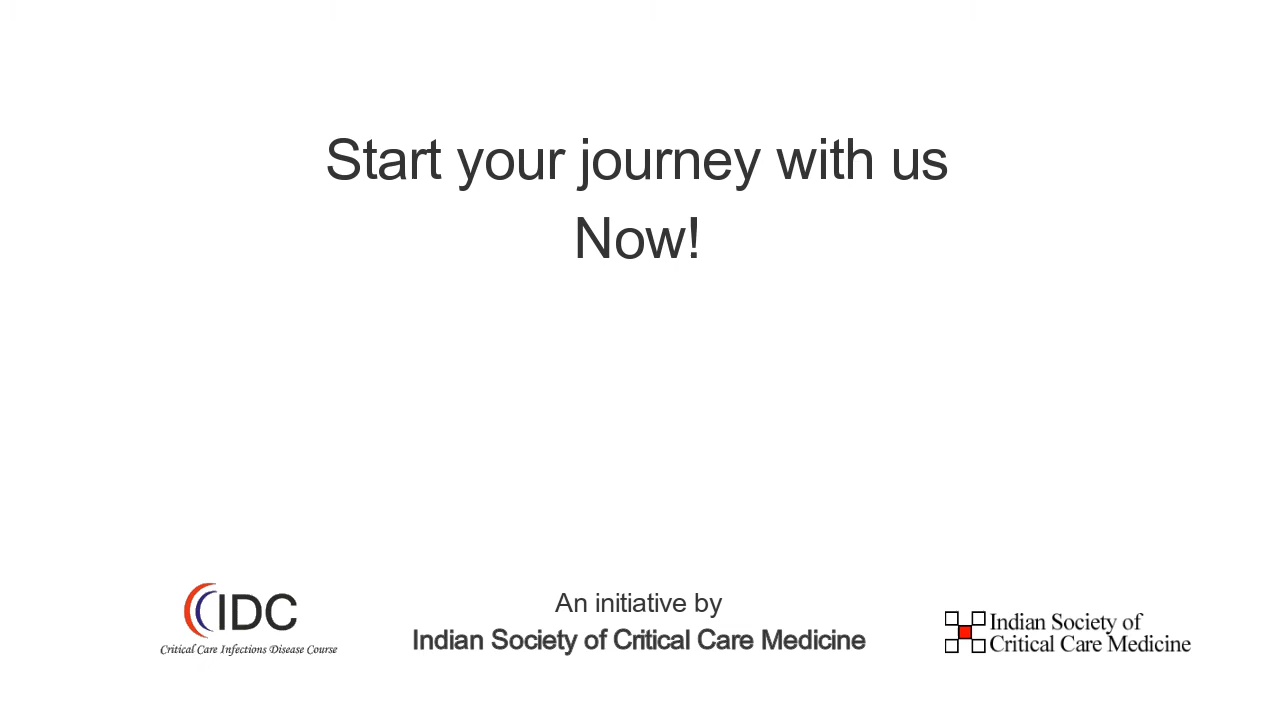 Start your journey with us
Now!
CIDC
Critical Care Infections Disease Course
An initiative by
Indian Society of Critical Care Medicine
Indian Society of
Critical Care Medicine